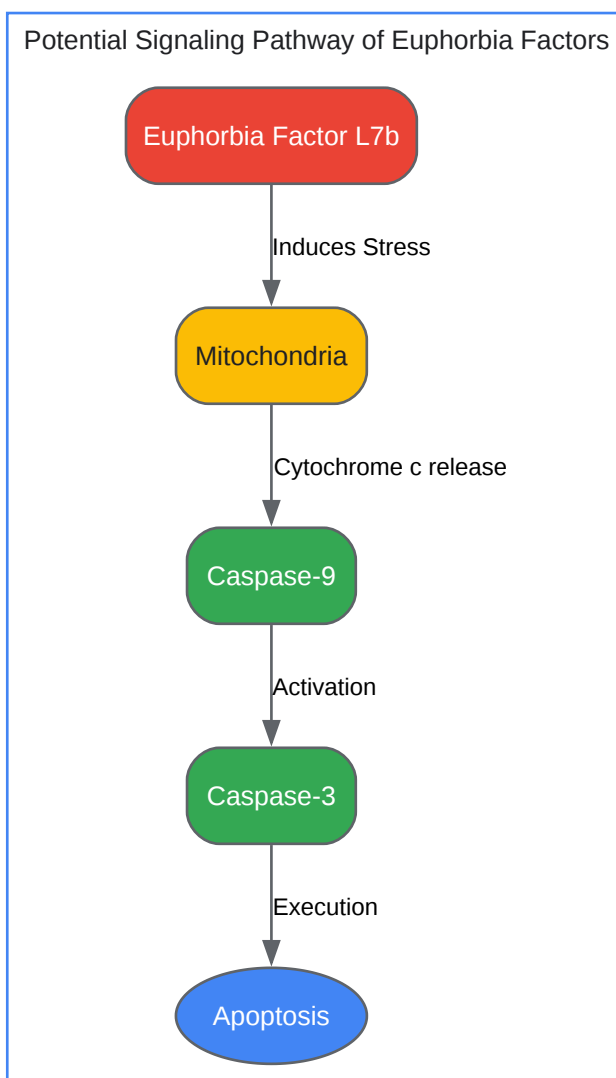 Potential Signaling Pathway of Euphorbia Factors
Euphorbia Factor L7b
Induces Stress
Mitochondria
Cytochrome c release
Caspase-9
Activation
Caspase-3
Execution
Apoptosis